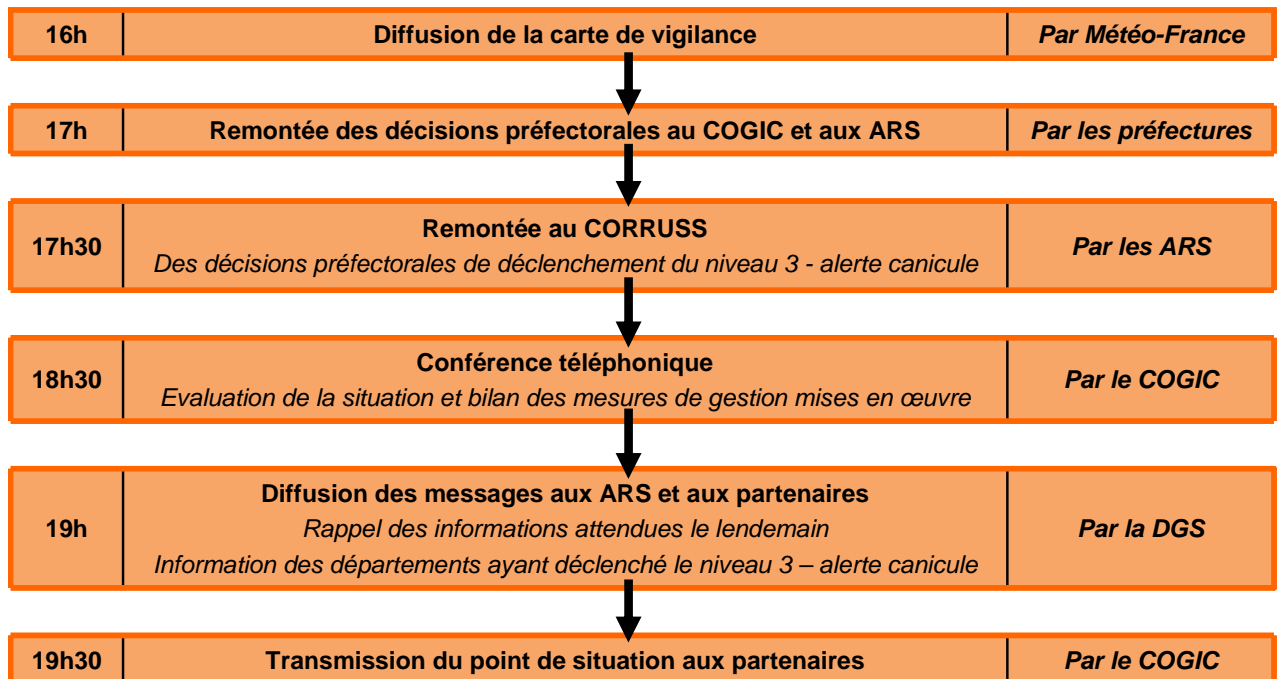 16h Diffusion de la carte de vigilance Par Météo-France
17h Remontée des décisions préfectorales au COGIC et aux ARS Par les préfectures
17h30 Remontée au CORRUSS Par les ARS
Des décisions préfectorales de déclenchement du niveau 3 - alerte canicule
18h30 Conférence téléphonique Par le COGIC
Evaluation de la situation et bilan des mesures de gestion mises en œuvre
19h Diffusion des messages aux ARS et aux partenaires Par la DGS
Rappel des informations attendues le lendemain
Information des départements ayant déclenché le niveau 3 – alerte canicule
19h30 Transmission du point de situation aux partenaires Par le COGIC